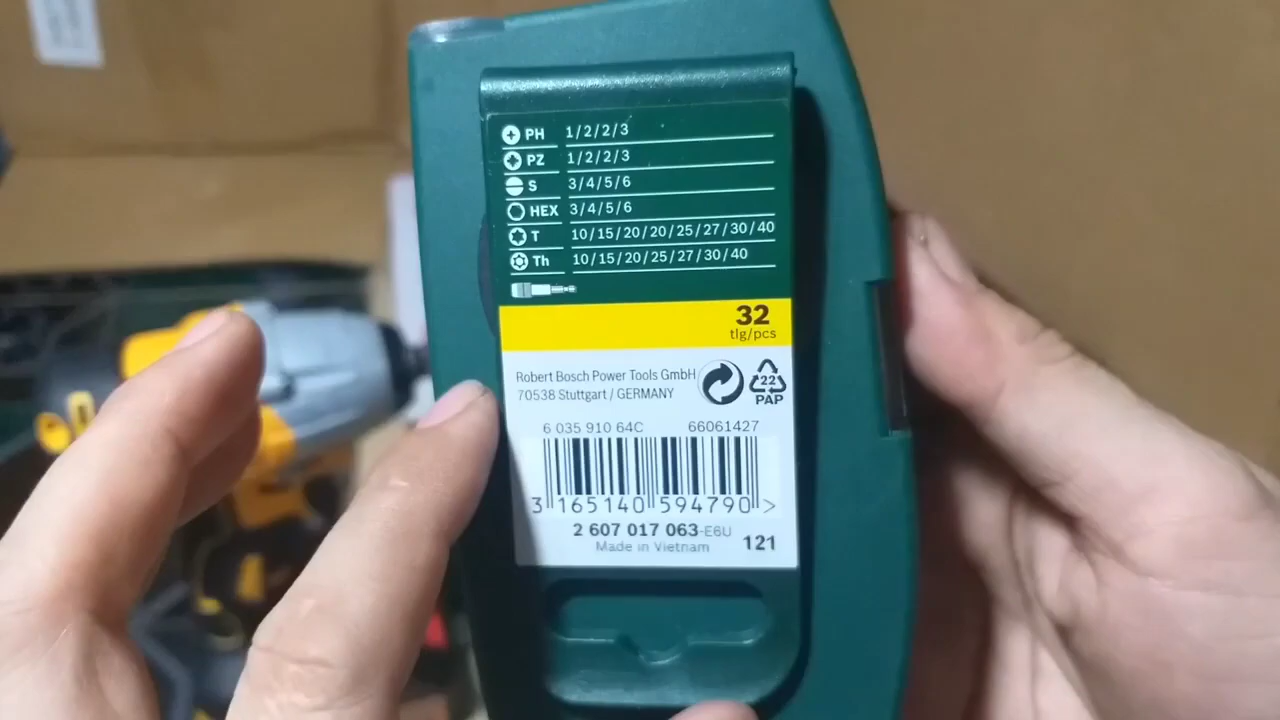 PH 1/2/2/3
PZ 1/2/2/3
S 3/4/5/6
HEX 3/4/5/6
T 10/15/20/20/25/27/30/40
Th 10/15/20/25/27/30/40
32
tlg/pcs
Robert Bosch Power Tools GmbH
70538 Stuttgart / GERMANY
22
PAP
6 035 910 64C 66061427
3 165140 594790 >
2 607 017 063-E6U
Made in Vietnam 121